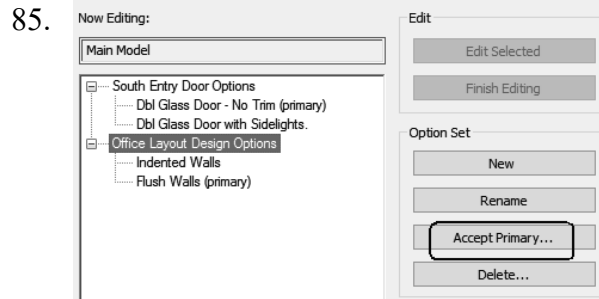 85.
Now Editing:
Main Model
South Entry Door Options
Dbl Glass Door - No Trim (primary)
Dbl Glass Door with Sidelights.
Office Layout Design Options
Indented Walls
Flush Walls (primary)
Edit
Edit Selected
Finish Editing
Option Set
New
Rename
Accept Primary...
Delete...